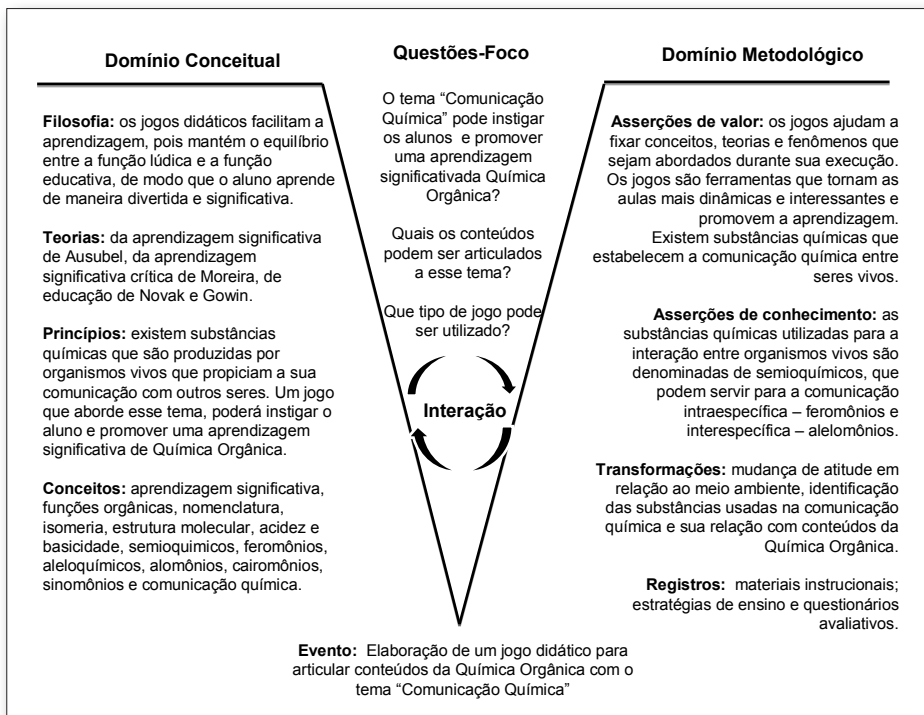 Domínio Conceitual
Filosofia: os jogos didáticos facilitam a
aprendizagem, pois mantém o equilíbrio
entre a função lúdica e a função
educativa, de modo que o aluno aprende
de maneira divertida e significativa.
Teorias: da aprendizagem significativa
de Ausubel, da aprendizagem
significativa crítica de Moreira, de
educação de Novak e Gowin.
Princípios: existem substâncias
químicas que são produzidas por
organismos vivos que propiciam a sua
comunicação com outros seres. Um jogo
que aborde esse tema, poderá instigar o
aluno e promover uma aprendizagem
significativa de Química Orgânica.
Conceitos: aprendizagem significativa,
funções orgânicas, nomenclatura,
isomeria, estrutura molecular, acidez e
basicidade, semioquimicos, feromônios,
aleloquímicos, alomônios, cairomônios,
sinomônios e comunicação química.
Questões-Foco
O tema “Comunicação
Química” pode instigar
os alunos e promover
uma aprendizagem
significativada Química
Orgânica?
Quais os conteúdos
podem ser articulados
a esse tema?
Que tipo de jogo pode
ser utilizado?
Interação
Domínio Metodológico
Asserções de valor: os jogos ajudam a
fixar conceitos, teorias e fenômenos que
sejam abordados durante sua execução.
Os jogos são ferramentas que tornam as
aulas mais dinâmicas e interessantes e
promovem a aprendizagem.
Existem substâncias químicas que
estabelecem a comunicação química entre
seres vivos.
Asserções de conhecimento: as
substâncias químicas utilizadas para a
interação entre organismos vivos são
denominadas de semioquímicos, que
podem servir para a comunicação
intraespecífica – feromônios e
interespecífica – alelomônios.
Transformações: mudança de atitude em
relação ao meio ambiente, identificação
das substâncias usadas na comunicação
química e sua relação com conteúdos da
Química Orgânica.
Registros: materiais instrucionais;
estratégias de ensino e questionários
avaliativos.
Evento: Elaboração de um jogo didático para
articular conteúdos da Química Orgânica com o
tema “Comunicação Química”